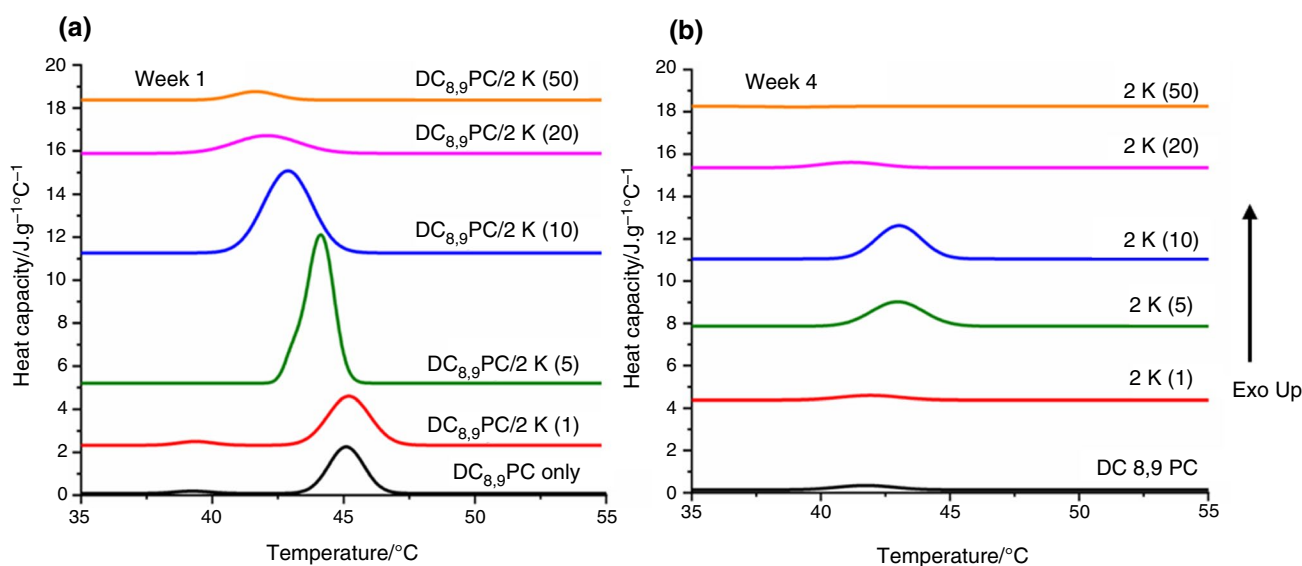 (a)
Week 1
20
18
16
14
12
10
8
6
4
2
0
Heat capacity/J.g⁻¹°C⁻¹
DC₈,₉PC/2 K (50)
DC₈,₉PC/2 K (20)
DC₈,₉PC/2 K (10)
DC₈,₉PC/2 K (5)
DC₈,₉PC/2 K (1)
DC₈,₉PC only
35 40 45 50 55
Temperature/°C
(b)
Week 4
20
18
16
14
12
10
8
6
4
2
0
Heat capacity/J.g⁻¹°C⁻¹
2 K (50)
2 K (20)
2 K (10)
2 K (5)
2 K (1)
DC 8,9 PC
35 40 45 50 55
Temperature/°C
Exo Up